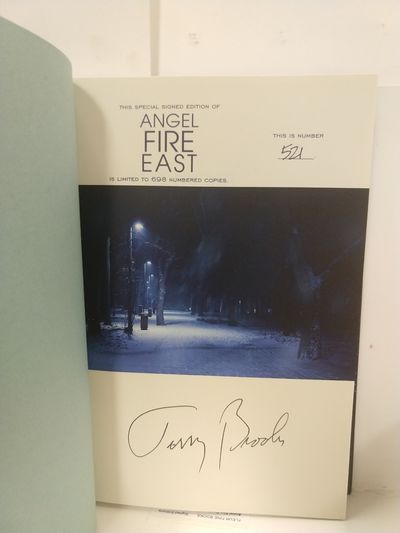 THIS SPECIAL SIGNED EDITION OF
ANGEL
FIRE
EAST
THIS IS NUMBER
521
IS LIMITED TO 698 NUMBERED COPIES.
Terry Brooks